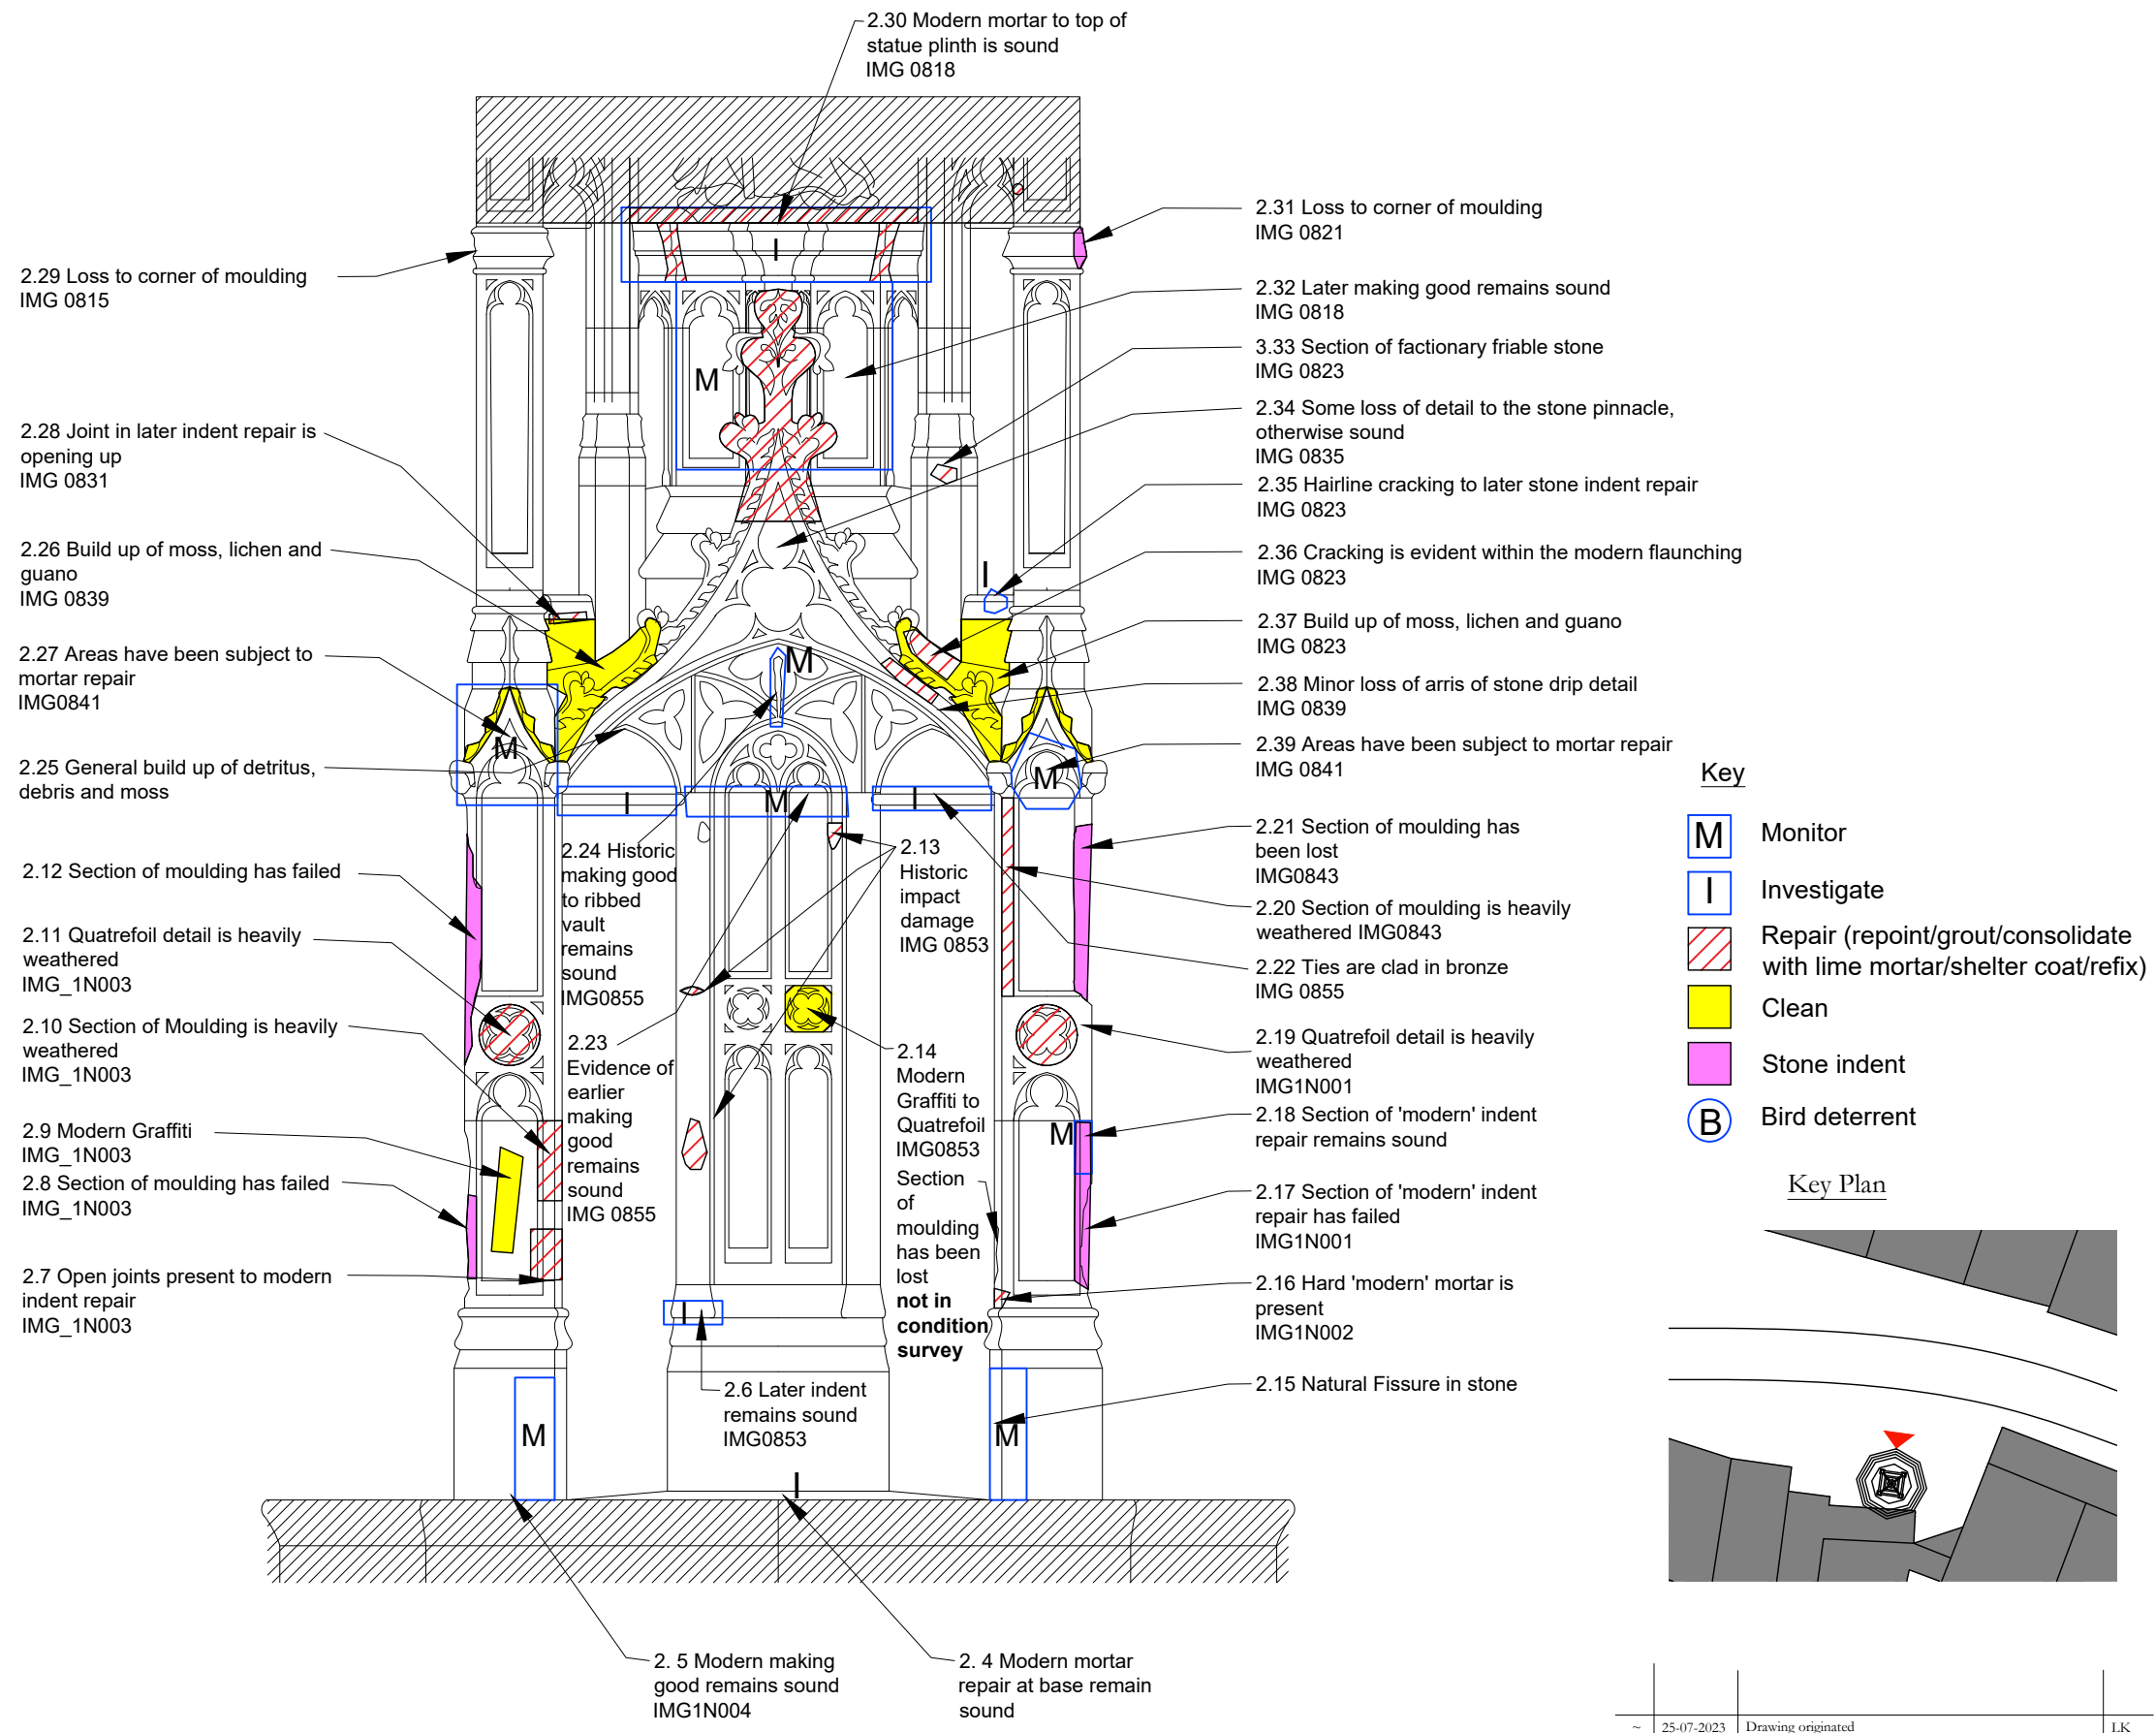 2.30 Modern mortar to top of
statue plinth is sound
IMG 0818
2.29 Loss to corner of moulding
IMG 0815
2.28 Joint in later indent repair is
opening up
IMG 0831
2.26 Build up of moss, lichen and
guano
IMG 0839
2.27 Areas have been subject to
mortar repair
IMG0841
2.25 General build up of detritus,
debris and moss
2.12 Section of moulding has failed
2.11 Quatrefoil detail is heavily
weathered
IMG_1N003
2.10 Section of Moulding is heavily
weathered
IMG_1N003
2.9 Modern Graffiti
IMG_1N003
2.8 Section of moulding has failed
IMG_1N003
2.7 Open joints present to modern
indent repair
IMG_1N003
I
M
I
M
M
I
M
I
M
M
I
M
M
I
2.24 Historic
making good
to ribbed
vault
remains
sound
IMG0855
2.23
Evidence of
earlier
making
good
remains
sound
IMG 0855
2.13
Historic
impact
damage
IMG 0853
2.14
Modern
Graffiti to
Quatrefoil
IMG0853
Section
of
moulding
has been
lost
not in
condition
survey
2.6 Later indent
remains sound
IMG0853
2. 5 Modern making
good remains sound
IMG1N004
2. 4 Modern mortar
repair at base remain
sound
2.31 Loss to corner of moulding
IMG 0821
2.32 Later making good remains sound
IMG 0818
3.33 Section of factionary friable stone
IMG 0823
2.34 Some loss of detail to the stone pinnacle,
otherwise sound
IMG 0835
2.35 Hairline cracking to later stone indent repair
IMG 0823
2.36 Cracking is evident within the modern flaunching
IMG 0823
2.37 Build up of moss, lichen and guano
IMG 0823
2.38 Minor loss of arris of stone drip detail
IMG 0839
2.39 Areas have been subject to mortar repair
IMG 0841
2.21 Section of moulding has
been lost
IMG0843
2.20 Section of moulding is heavily
weathered IMG0843
2.22 Ties are clad in bronze
IMG 0855
2.19 Quatrefoil detail is heavily
weathered
IMG1N001
2.18 Section of 'modern' indent
repair remains sound
2.17 Section of 'modern' indent
repair has failed
IMG1N001
2.16 Hard 'modern' mortar is
present
IMG1N002
2.15 Natural Fissure in stone
Key
M Monitor
I Investigate
Repair (repoint/grout/consolidate
with lime mortar/shelter coat/refix)
Clean
Stone indent
B Bird deterrent
Key Plan
~ 25-07-2023 Drawing originated LK